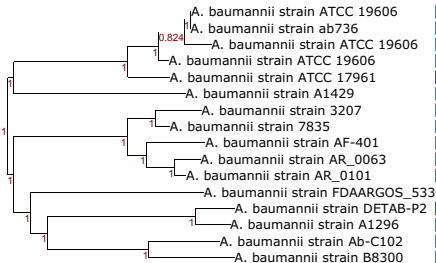 A. baumannii strain ATCC 19606
1
A. baumannii strain ab736
0.824
A. baumannii strain ATCC 19606
1
A. baumannii strain ATCC 19606
1
A. baumannii strain ATCC 17961
1
A. baumannii strain A1429
A. baumannii strain 3207
1
A. baumannii strain 7835
1
1
A. baumannii strain AF-401
1
A. baumannii strain AR_0063
1
1
A. baumannii strain AR_0101
A. baumannii strain FDAARGOS_533
A. baumannii strain DETAB-P2
1
1
A. baumannii strain A1296
1
A. baumannii strain Ab-C102
1
A. baumannii strain B8300